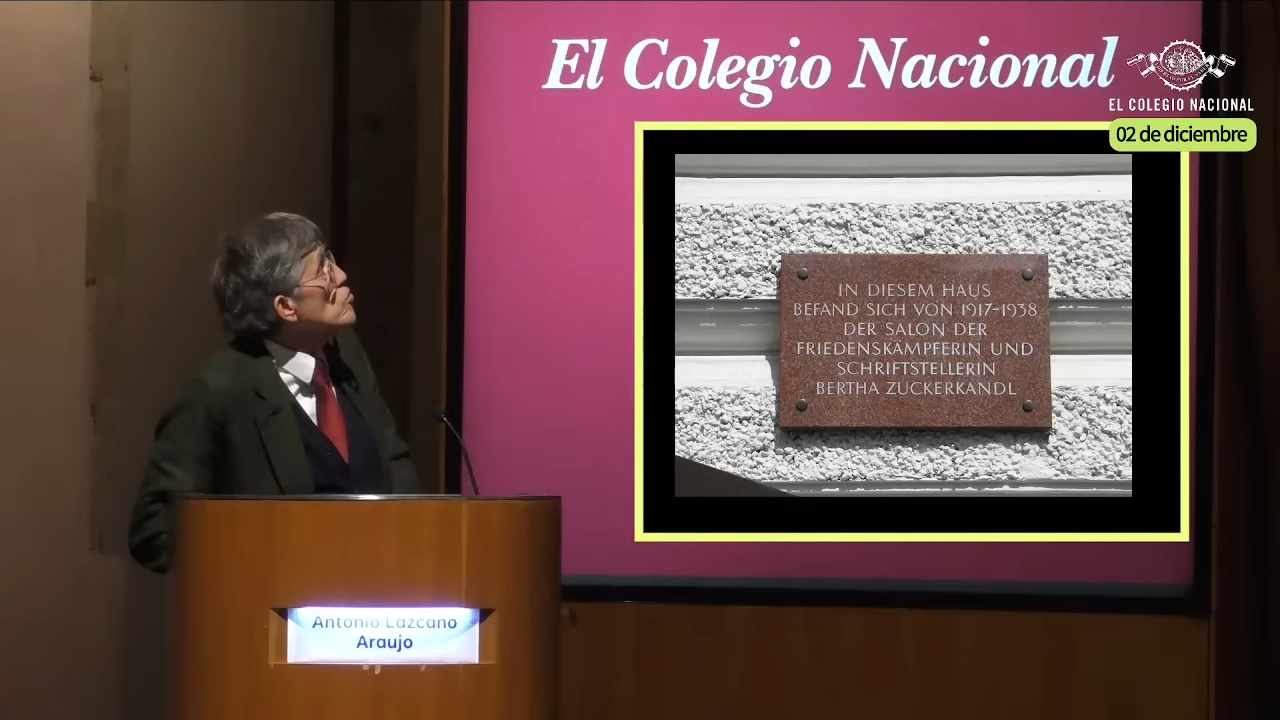 El Colegio Nacional
EL COLEGIO NACIONAL
02 de diciembre
IN DIESEM HAUS
BEFAND SICH VON 1917-1938
DER SALON DER
FRIEDENSKÄMPFERIN UND
SCHRIFTSTELLERIN
BERTHA ZUCKERKANDL
Antonio Lazcano
Araujo